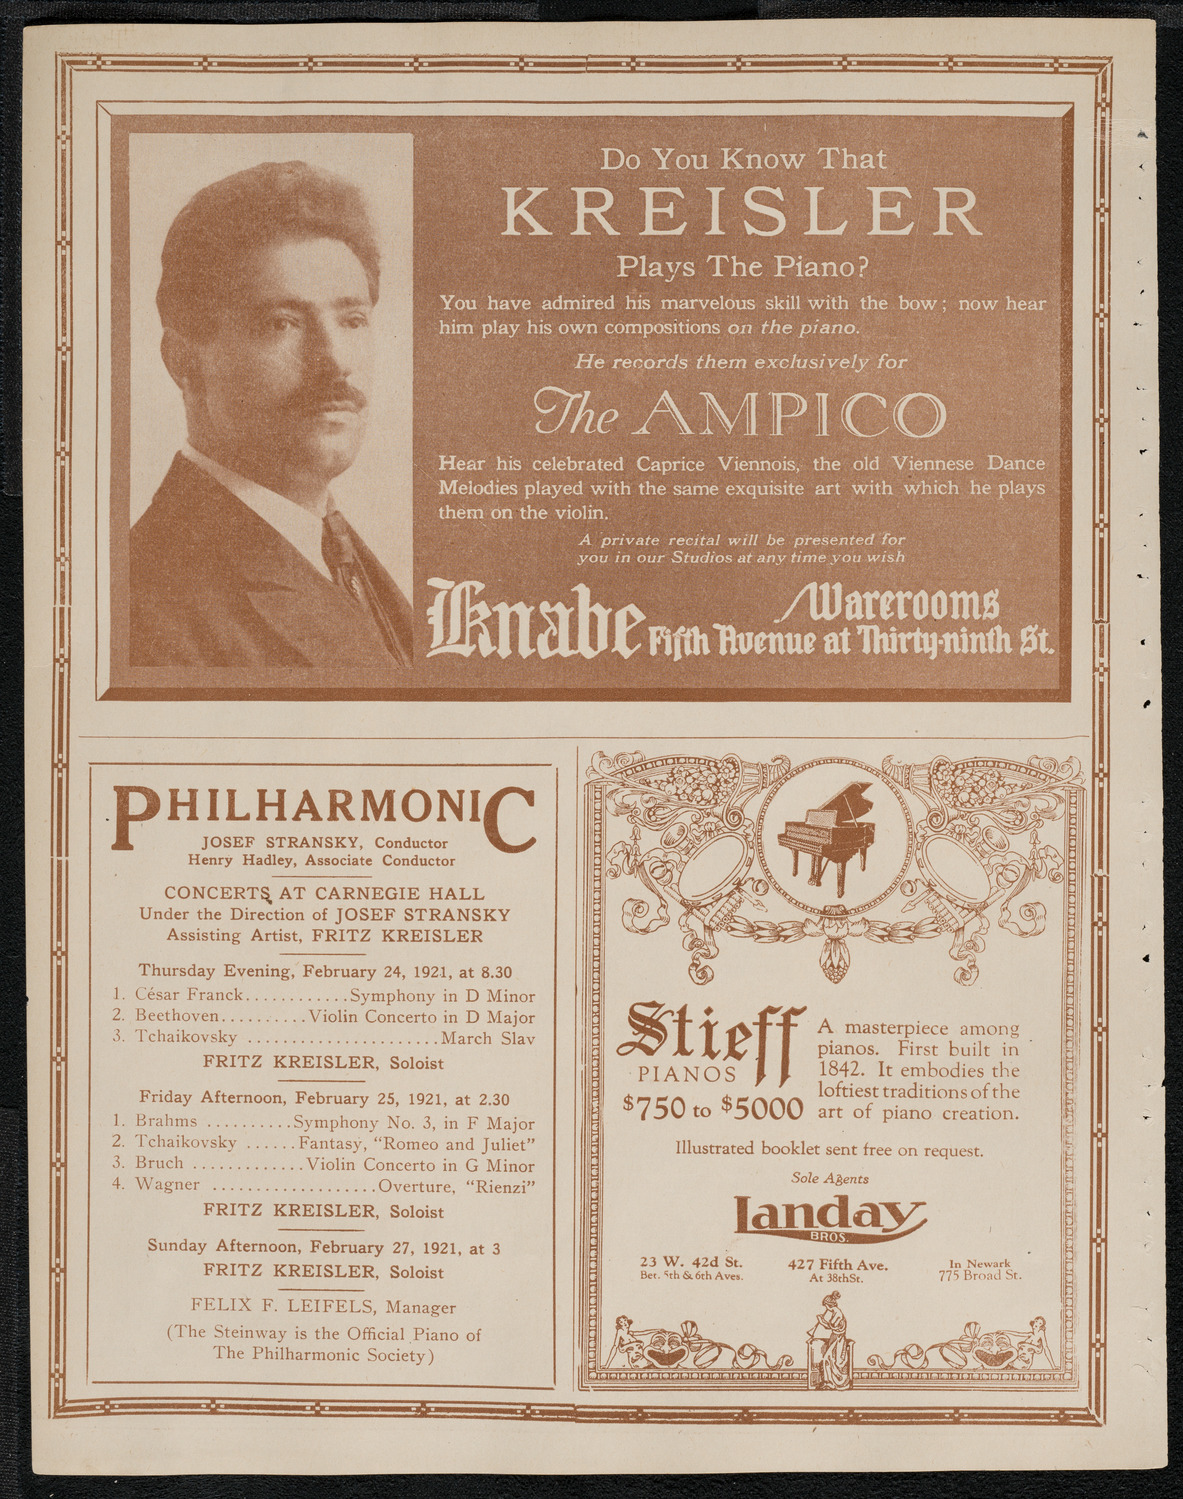 Do You Know That
KREISLER
Plays The Piano?
You have admired his marvelous skill with the bow; now hear
him play his own compositions on the piano.
He records them exclusively for
The AMPICO
Hear his celebrated Caprice Viennois, the old Viennese Dance
Melodies played with the same exquisite art with which he plays
them on the violin.
A private recital will be presented for
you in our Studios at any time you wish
Knabe Warerooms
Fifth Avenue at Thirty-ninth St.
PHILHARMONIC
JOSEF STRANSKY, Conductor
Henry Hadley, Associate Conductor
CONCERTS AT CARNEGIE HALL
Under the Direction of JOSEF STRANSKY
Assisting Artist, FRITZ KREISLER
Thursday Evening, February 24, 1921, at 8.30
1. César Franck............Symphony in D Minor
2. Beethoven..........Violin Concerto in D Major
3. Tchaikovsky ......................March Slav
FRITZ KREISLER, Soloist
Friday Afternoon, February 25, 1921, at 2.30
1. Brahms ..........Symphony No. 3, in F Major
2. Tchaikovsky ......Fantasy, "Romeo and Juliet"
3. Bruch .............Violin Concerto in G Minor
4. Wagner ...................Overture, "Rienzi"
FRITZ KREISLER, Soloist
Sunday Afternoon, February 27, 1921, at 3
FRITZ KREISLER, Soloist
FELIX F. LEIFELS, Manager
(The Steinway is the Official Piano of
The Philharmonic Society)
Stieff
PIANOS
$750 to $5000
A masterpiece among
pianos. First built in
1842. It embodies the
loftiest traditions of the
art of piano creation.
Illustrated booklet sent free on request.
Sole Agents
Landay
BROS.
23 W. 42d St.
Bet. 5th & 6th Aves.
427 Fifth Ave.
At 38th St.
In Newark
775 Broad St.